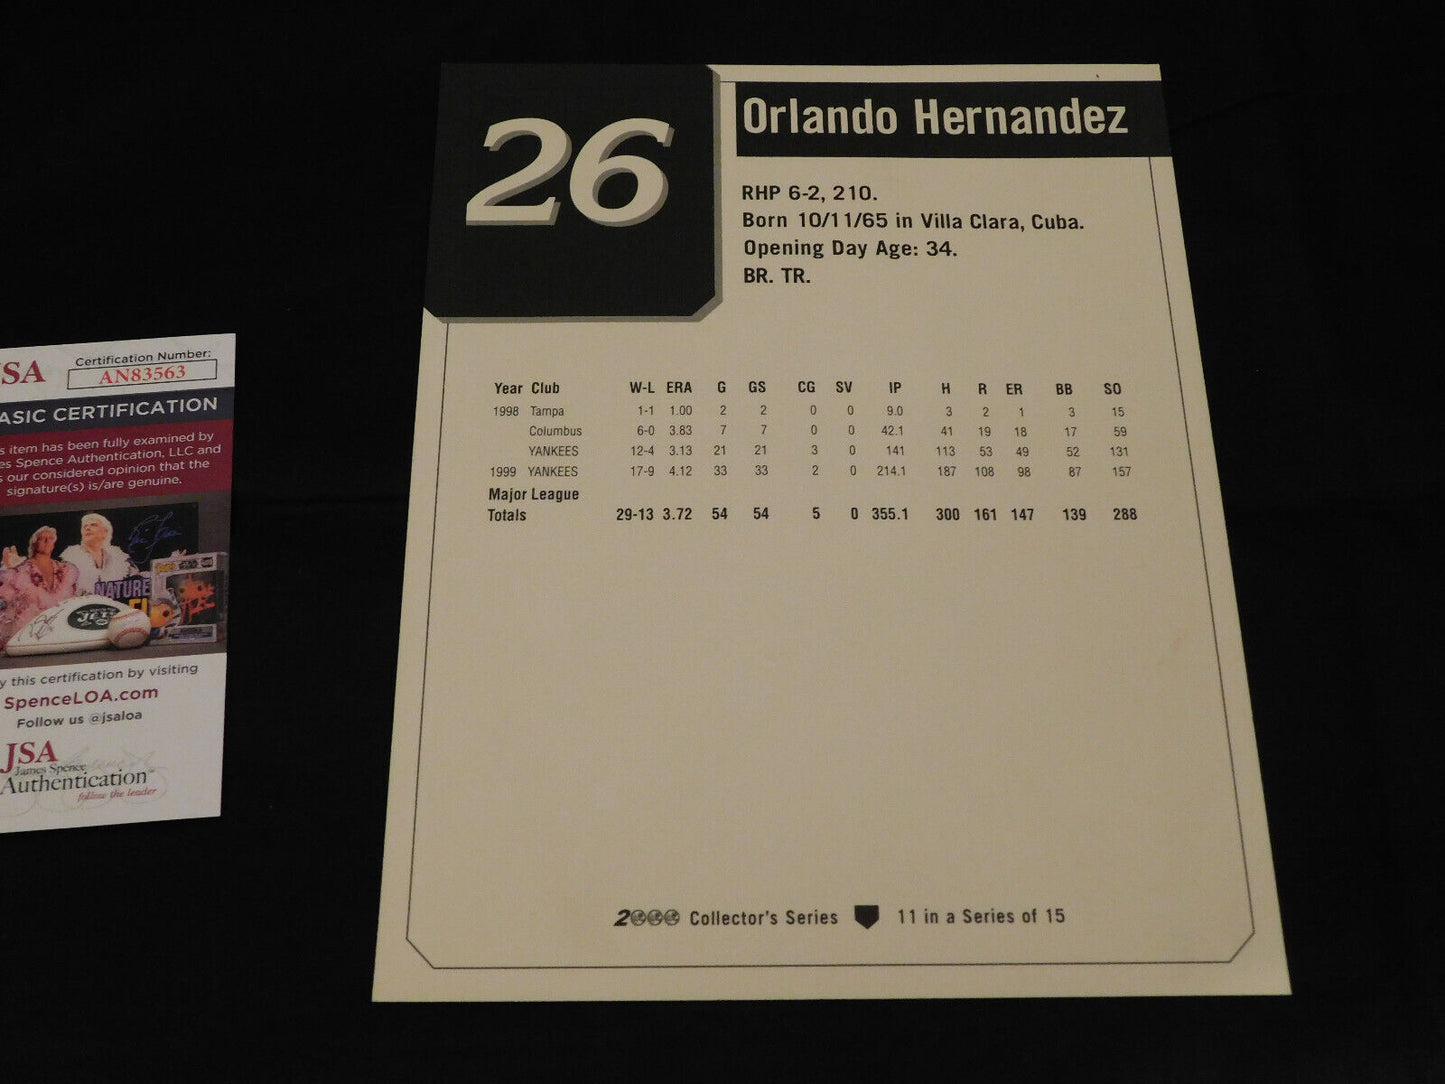 26
Orlando Hernandez
RHP 6-2, 210.
Born 10/11/65 in Villa Clara, Cuba.
Opening Day Age: 34.
BR. TR.
Year Club W-L ERA G GS CG SV IP H R ER BB SO
1998 Tampa 1-1 1.00 2 2 0 0 9.0 3 2 1 3 15
Columbus 6-0 3.83 7 7 0 0 42.1 41 19 18 17 59
YANKEES 12-4 3.13 21 21 3 0 141 113 53 49 52 131
1999 YANKEES 17-9 4.12 33 33 2 0 214.1 187 108 98 87 157
Major League
Totals 29-13 3.72 54 54 5 0 355.1 300 161 147 139 288
2000 Collector's Series 11 in a Series of 15
SA
Certification Number:
AN83563
ASIC CERTIFICATION
s item has been fully examined by
es Spence Authentication, LLC and
s our considered opinion that the
signature(s) is/are genuine.
NATURE
JETS
y this certification by visiting
SpenceLOA.com
Follow us @jsaloa
JSA
James Spence
Authentication
follow the leader